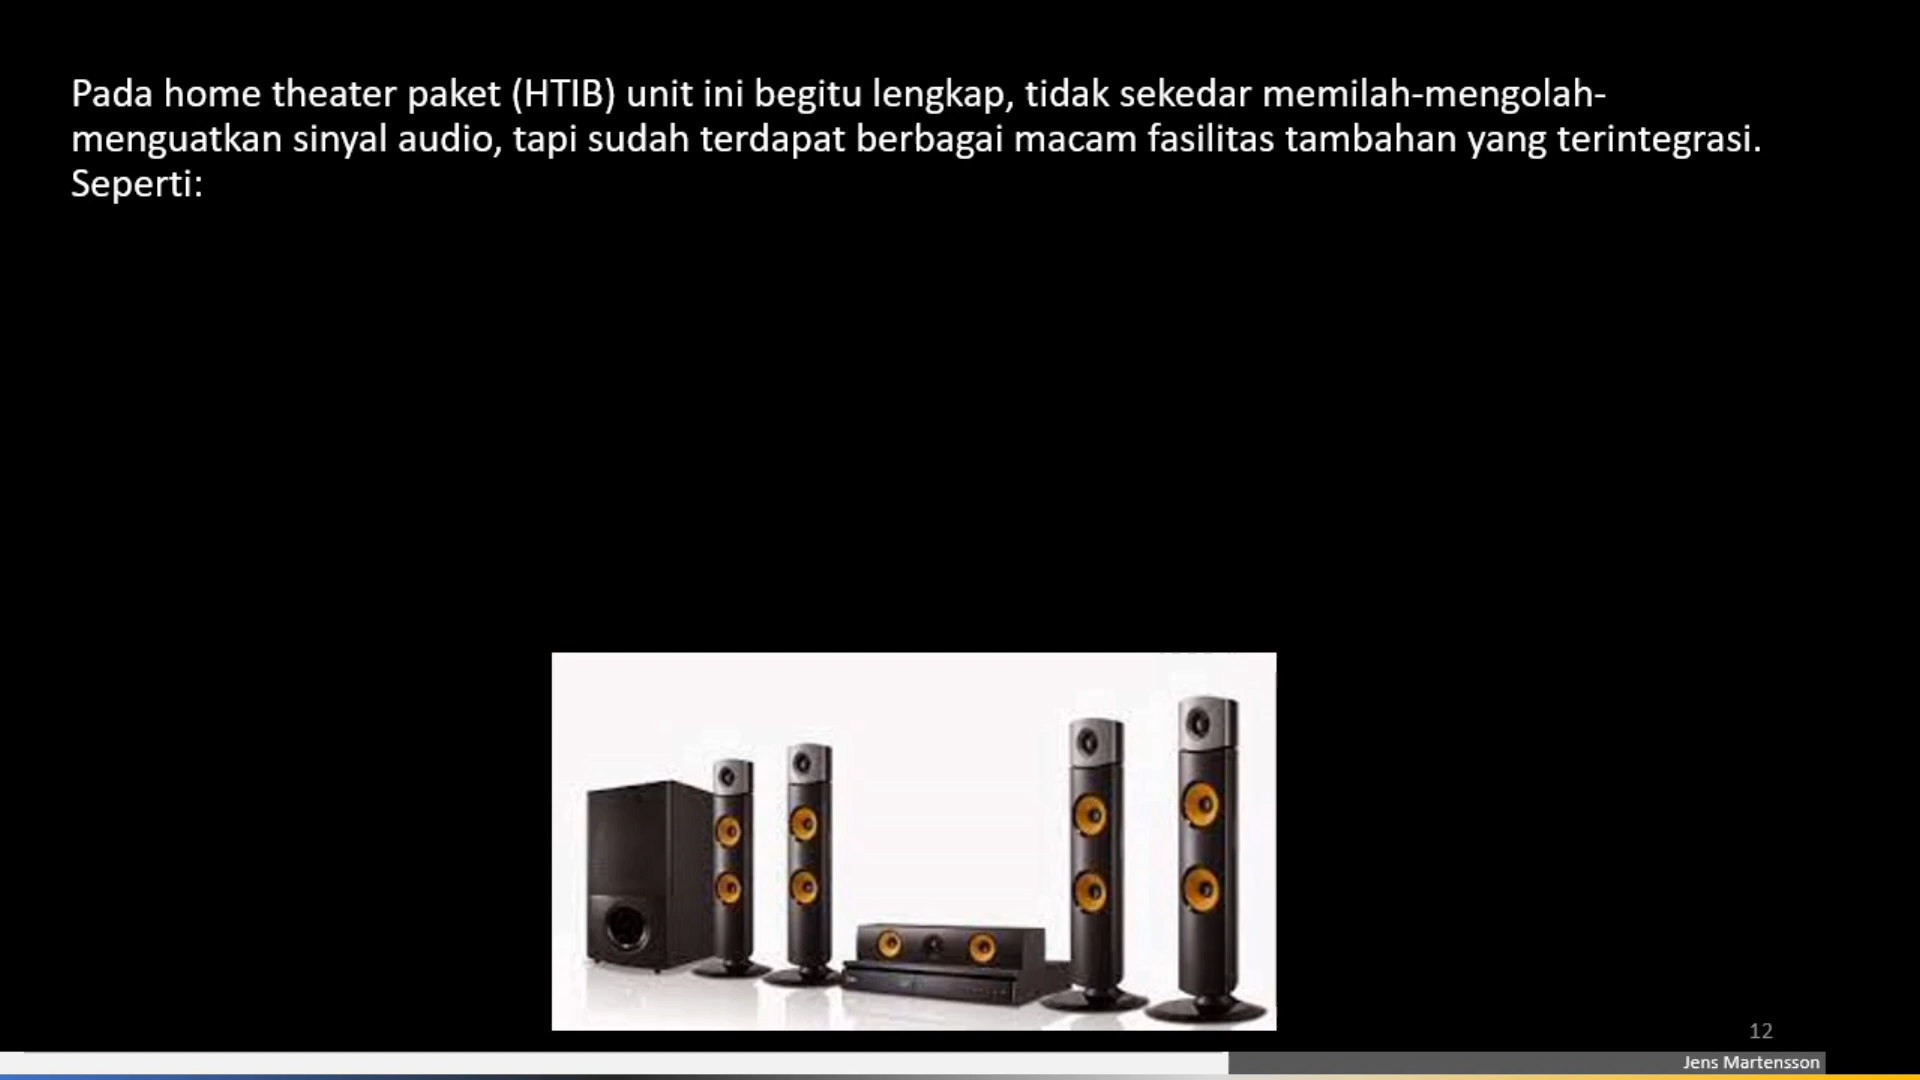 Pada home theater paket (HTIB) unit ini begitu lengkap, tidak sekedar memilah-mengolah-
menguatkan sinyal audio, tapi sudah terdapat berbagai macam fasilitas tambahan yang terintegrasi.
Seperti:
12
Jens Martensson